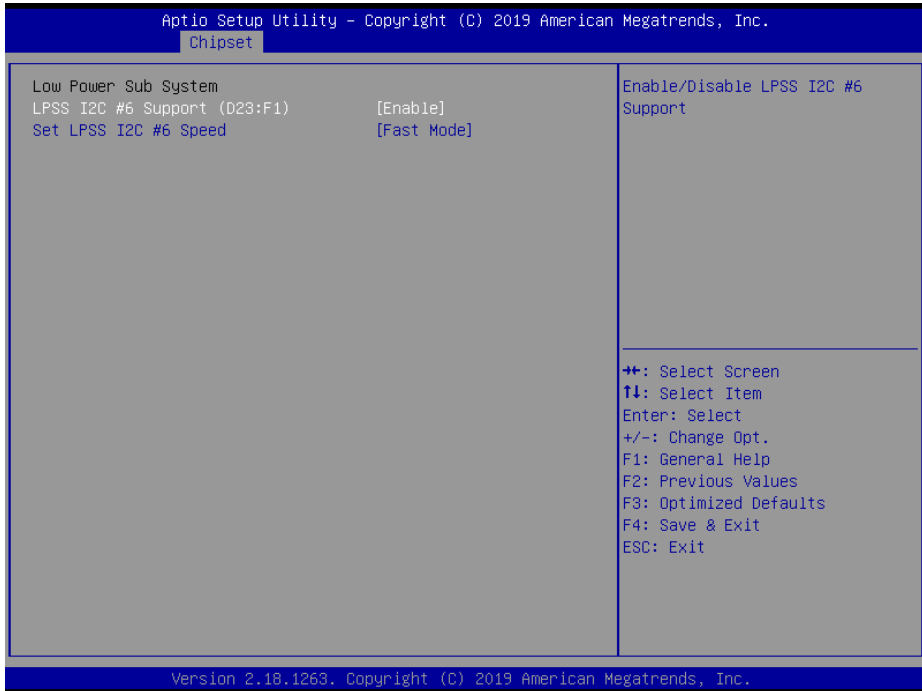 Aptio Setup Utility – Copyright (C) 2019 American Megatrends, Inc.
Chipset
Low Power Sub System
LPSS I2C #6 Support (D23:F1) [Enable]
Set LPSS I2C #6 Speed [Fast Mode]
Enable/Disable LPSS I2C #6
Support
→←: Select Screen
↑↓: Select Item
Enter: Select
+/-: Change Opt.
F1: General Help
F2: Previous Values
F3: Optimized Defaults
F4: Save & Exit
ESC: Exit
Version 2.18.1263. Copyright (C) 2019 American Megatrends, Inc.